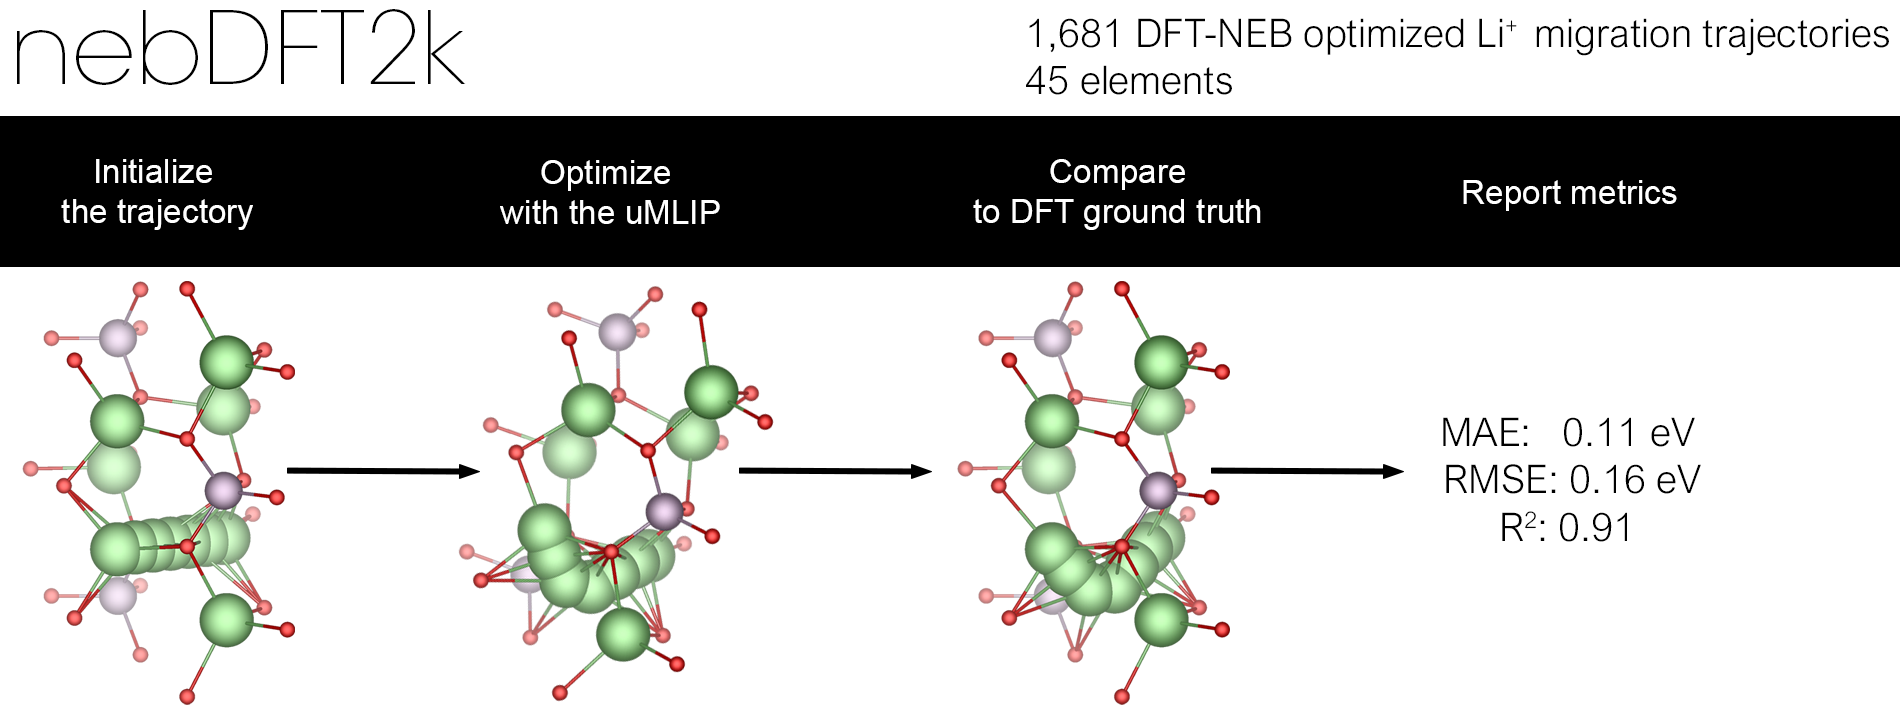 nebDFT2k
1,681 DFT-NEB optimized Li⁺ migration trajectories
45 elements
Initialize
the trajectory
Optimize
with the uMLIP
Compare
to DFT ground truth
Report metrics
MAE: 0.11 eV
RMSE: 0.16 eV
R²: 0.91